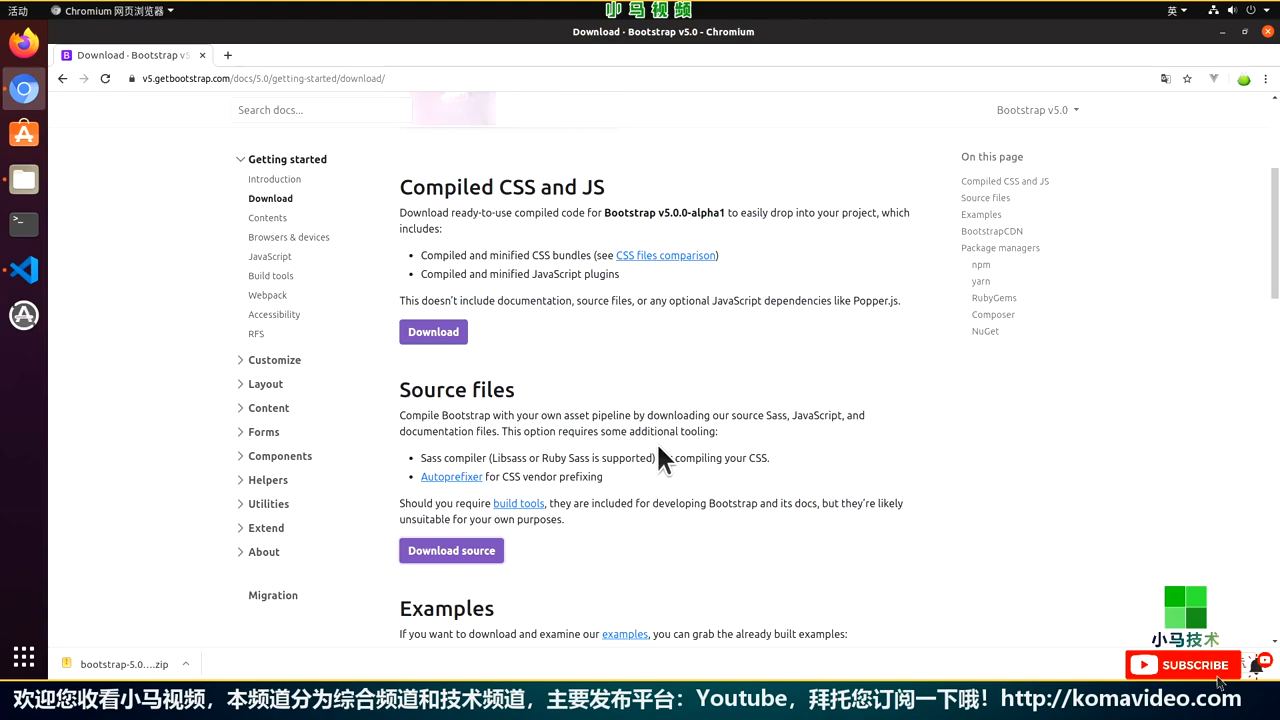 活动
Chromium 网页浏览器
小马视频
英
Download · Bootstrap v5.0 - Chromium
Download · Bootstrap v5
v5.getbootstrap.com/docs/5.0/getting-started/download/
Search docs...
Bootstrap v5.0
Getting started
Introduction
Download
Contents
Browsers & devices
JavaScript
Build tools
Webpack
Accessibility
RFS
Customize
Layout
Content
Forms
Components
Helpers
Utilities
Extend
About
Migration
Compiled CSS and JS
Download ready-to-use compiled code for Bootstrap v5.0.0-alpha1 to easily drop into your project, which
includes:
• Compiled and minified CSS bundles (see CSS files comparison)
• Compiled and minified JavaScript plugins
This doesn't include documentation, source files, or any optional JavaScript dependencies like Popper.js.
Download
Source files
Compile Bootstrap with your own asset pipeline by downloading our source Sass, JavaScript, and
documentation files. This option requires some additional tooling:
• Sass compiler (Libsass or Ruby Sass is supported) compiling your CSS.
• Autoprefixer for CSS vendor prefixing
Should you require build tools, they are included for developing Bootstrap and its docs, but they're likely
unsuitable for your own purposes.
Download source
Examples
If you want to download and examine our examples, you can grab the already built examples:
On this page
Compiled CSS and JS
Source files
Examples
BootstrapCDN
Package managers
npm
yarn
RubyGems
Composer
NuGet
小马技术
bootstrap-5.0....zip
SUBSCRIBE
欢迎您收看小马视频，本频道分为综合频道和技术频道，主要发布平台：Youtube，拜托您订阅一下哦！http://komavideo.com